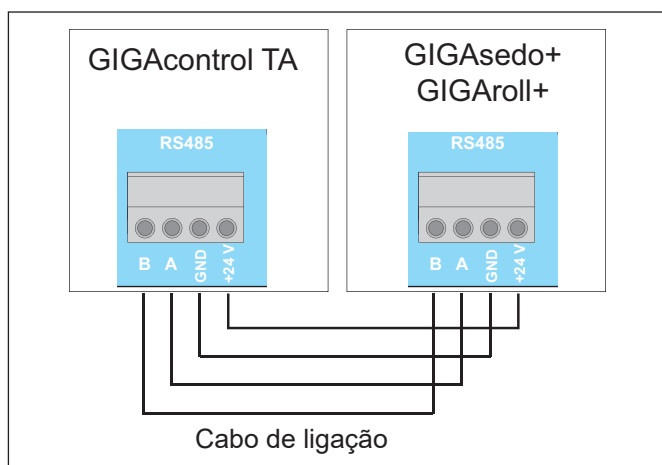 GIGAcontrol TA
GIGAsedo+
GIGAroll+
RS485
RS485
B A GND +24 V
B A GND +24 V
Cabo de ligação